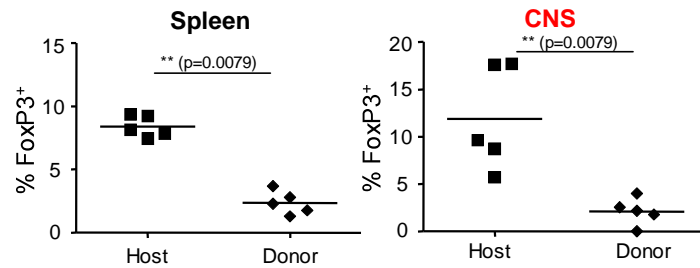 Spleen
** (p=0.0079)
% FoxP3+
15
10
5
0
Host Donor
CNS
** (p=0.0079)
% FoxP3+
20
15
10
5
0
Host Donor